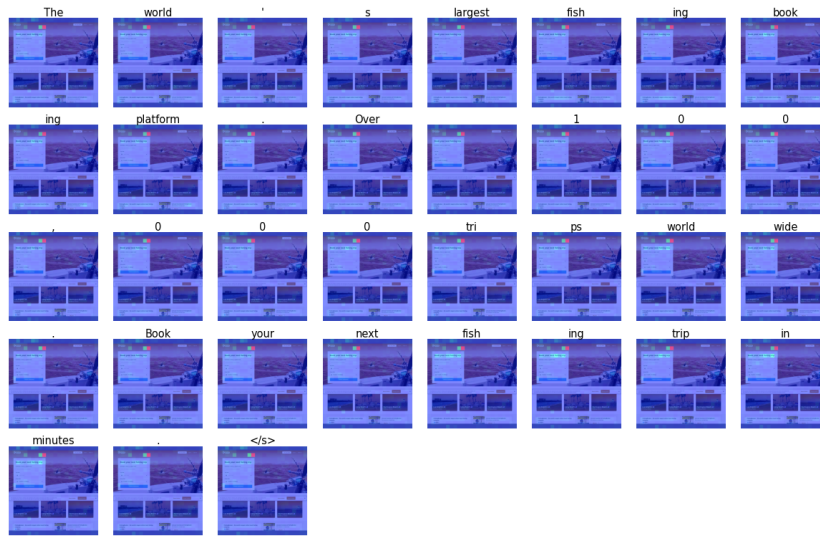 The world ' s largest fish ing book
ing platform . Over 1 0 0
, 0 0 0 tri ps world wide
. Book your next fish ing trip in
minutes . </s>